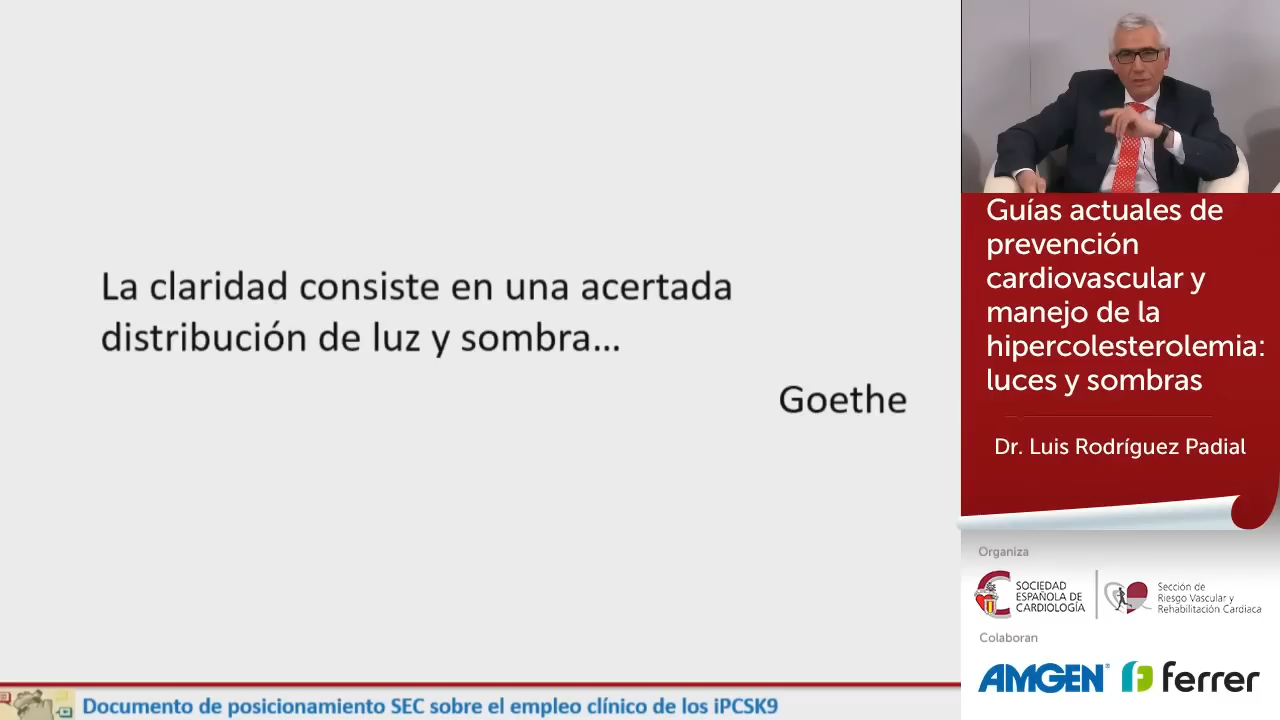 La claridad consiste en una acertada
distribución de luz y sombra...
Goethe
Documento de posicionamiento SEC sobre el empleo clínico de los iPCSK9
Guías actuales de
prevención
cardiovascular y
manejo de la
hipercolesterolemia:
luces y sombras
Dr. Luis Rodríguez Padial
Organiza
SOCIEDAD
ESPAÑOLA DE
CARDIOLOGÍA
Sección de
Riesgo Vascular y
Rehabilitación Cardiaca
Colaboran
AMGEN®
ferrer